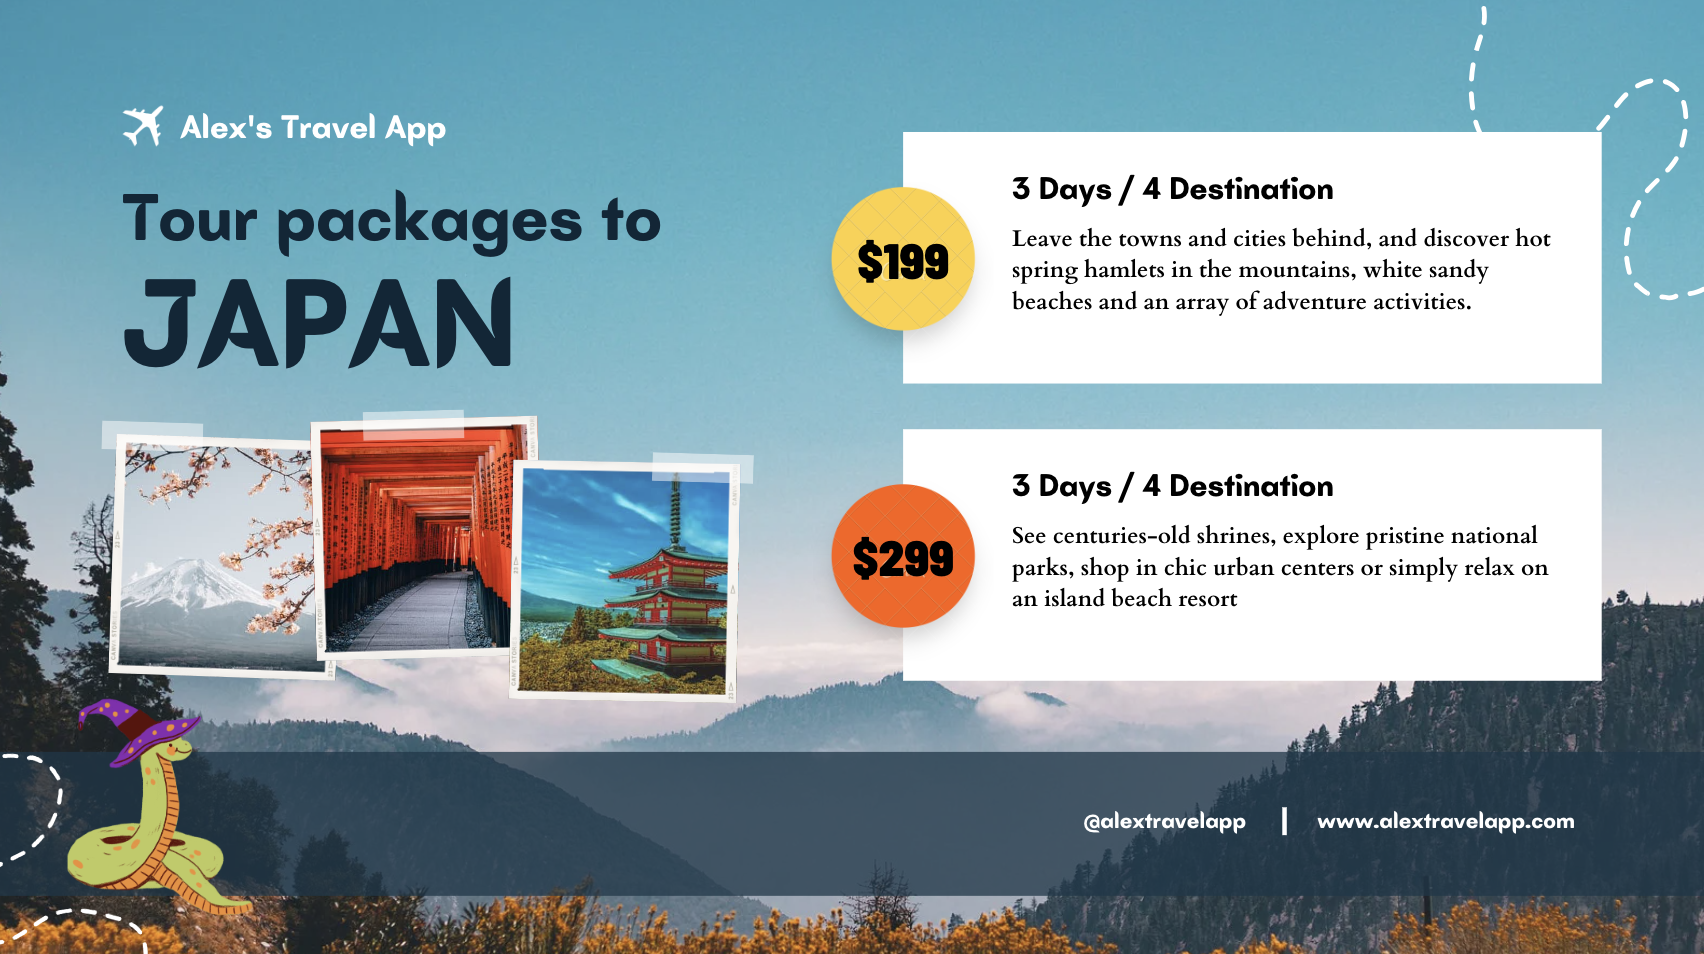 Alex's Travel App
Tour packages to
JAPAN
$199
3 Days / 4 Destination
Leave the towns and cities behind, and discover hot
spring hamlets in the mountains, white sandy
beaches and an array of adventure activities.
$299
3 Days / 4 Destination
See centuries-old shrines, explore pristine national
parks, shop in chic urban centers or simply relax on
an island beach resort
@alextravelapp | www.alextravelapp.com